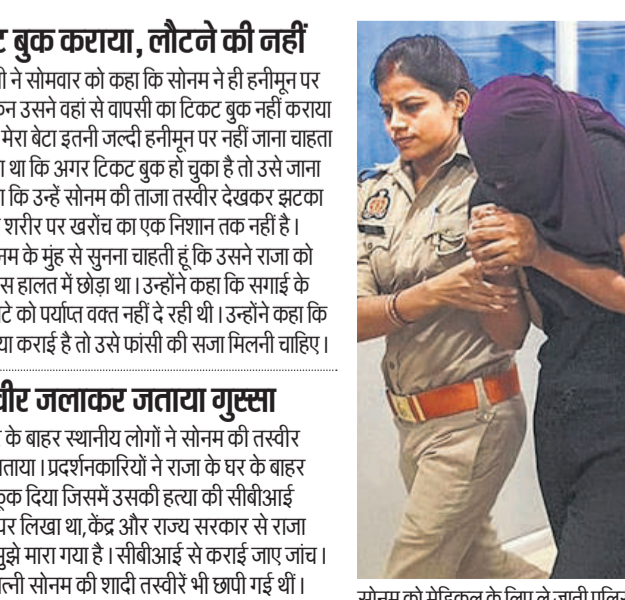 बुक कराया, लौटने की नहीं
ने सोमवार को कहा कि सोनम ने ही हनीमून पर
उसने वहां से वापसी का टिकट बुक नहीं कराया
मेरा बेटा इतनी जल्दी हनीमून पर नहीं जाना चाहता
था कि अगर टिकट बुक हो चुका है तो उसे जाना
कि उन्हें सोनम की ताजा तस्वीर देखकर झटका
शरीर पर खरोंच का एक निशान तक नहीं है।
के मुंह से सुनना चाहती हूं कि उसने राजा को
हालत में छोड़ा था। उन्होंने कहा कि सगाई के
को पर्याप्त वक्त नहीं दे रही थी। उन्होंने कहा कि
कराई है तो उसे फांसी की सजा मिलनी चाहिए।
जलाकर जताया गुस्सा
के बाहर स्थानीय लोगों ने सोनम की तस्वीर
जताया। प्रदर्शनकारियों ने राजा के घर के बाहर
दिया जिसमें उसकी हत्या की सीबीआई
पर लिखा था, केंद्र और राज्य सरकार से राजा
मुझे मारा गया है। सीबीआई से कराई जाए जांच।
सोनम की शादी तस्वीरें भी छापी गई थीं।
सोनम को मेडिकल के लिए ले जाती